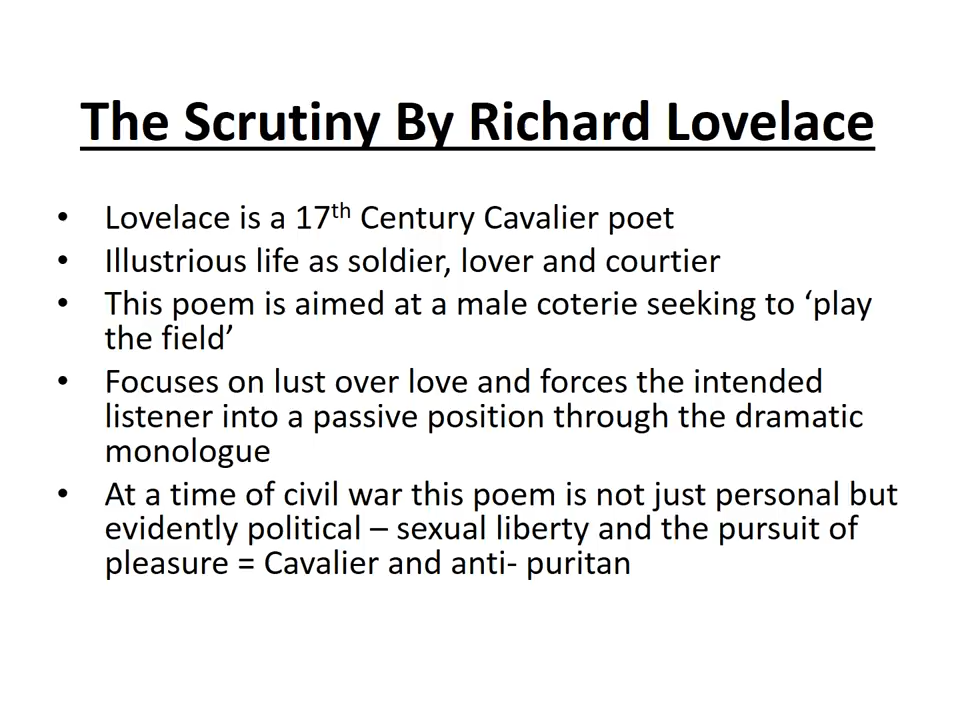 The Scrutiny By Richard Lovelace
• Lovelace is a 17th Century Cavalier poet
• Illustrious life as soldier, lover and courtier
• This poem is aimed at a male coterie seeking to ‘play
the field’
• Focuses on lust over love and forces the intended
listener into a passive position through the dramatic
monologue
• At a time of civil war this poem is not just personal but
evidently political – sexual liberty and the pursuit of
pleasure = Cavalier and anti- puritan